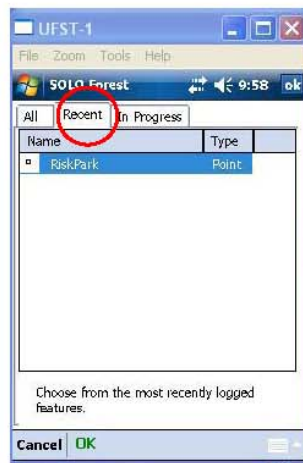 UFST-1
File Zoom Tools Help
SOLO Forest 9:58 ok
All Recent In Progress
Name Type
RiskPark Point
Choose from the most recently logged
features.
Cancel OK